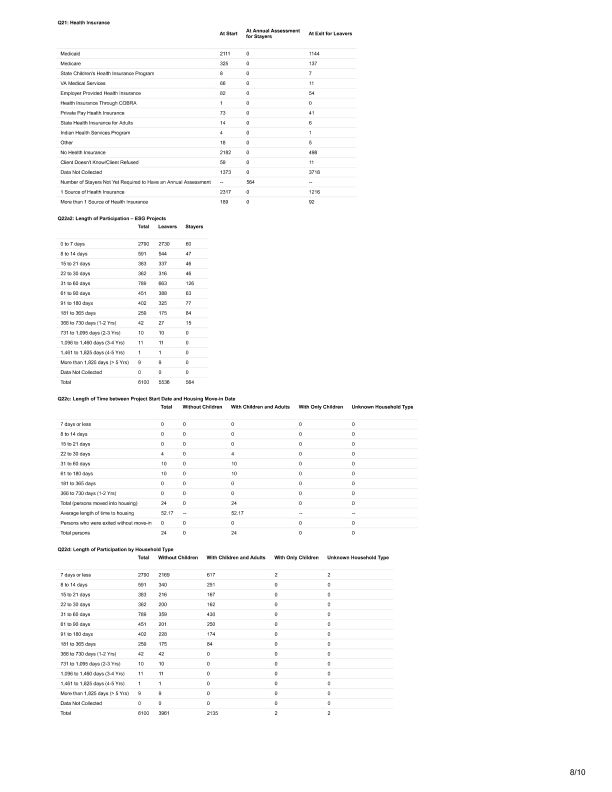 Q21: Health Insurance
At Start At Annual Assessment for Stayers At Exit for Leavers
Medicaid 2111 0 1144
Medicare 325 0 137
State Children's Health Insurance Program 8 0 7
VA Medical Services 66 0 11
Employer Provided Health Insurance 82 0 54
Health Insurance Through COBRA 1 0 0
Private Pay Health Insurance 73 0 41
State Health Insurance for Adults 14 0 6
Indian Health Services Program 4 0 1
Other 18 0 5
No Health Insurance 2182 0 498
Client Doesn't Know/Client Refused 59 0 11
Data Not Collected 1373 0 3718
Number of Stayers Not Yet Required to Have an Annual Assessment -- 564 --
1 Source of Health Insurance 2317 0 1216
More than 1 Source of Health Insurance 189 0 92
Q22a2: Length of Participation – ESG Projects
Total Leavers Stayers
0 to 7 days 2790 2730 60
8 to 14 days 591 544 47
15 to 21 days 383 337 46
22 to 30 days 362 316 46
31 to 60 days 789 663 126
61 to 90 days 451 388 63
91 to 180 days 402 325 77
181 to 365 days 259 175 84
366 to 730 days (1-2 Yrs) 42 27 15
731 to 1,095 days (2-3 Yrs) 10 10 0
1,096 to 1,460 days (3-4 Yrs) 11 11 0
1,461 to 1,825 days (4-5 Yrs) 1 1 0
More than 1,825 days (> 5 Yrs) 9 9 0
Data Not Collected 0 0 0
Total 6100 5536 564
Q22c: Length of Time between Project Start Date and Housing Move-in Date
Total Without Children With Children and Adults With Only Children Unknown Household Type
7 days or less 0 0 0 0 0
8 to 14 days 0 0 0 0 0
15 to 21 days 0 0 0 0 0
22 to 30 days 4 0 4 0 0
31 to 60 days 10 0 10 0 0
61 to 180 days 10 0 10 0 0
181 to 365 days 0 0 0 0 0
366 to 730 days (1-2 Yrs) 0 0 0 0 0
Total (persons moved into housing) 24 0 24 0 0
Average length of time to housing 52.17 -- 52.17 -- --
Persons who were exited without move-in 0 0 0 0 0
Total persons 24 0 24 0 0
Q22d: Length of Participation by Household Type
Total Without Children With Children and Adults With Only Children Unknown Household Type
7 days or less 2790 2169 617 2 2
8 to 14 days 591 340 251 0 0
15 to 21 days 383 216 167 0 0
22 to 30 days 362 200 162 0 0
31 to 60 days 789 359 430 0 0
61 to 90 days 451 201 250 0 0
91 to 180 days 402 228 174 0 0
181 to 365 days 259 175 84 0 0
366 to 730 days (1-2 Yrs) 42 42 0 0 0
731 to 1,095 days (2-3 Yrs) 10 10 0 0 0
1,096 to 1,460 days (3-4 Yrs) 11 11 0 0 0
1,461 to 1,825 days (4-5 Yrs) 1 1 0 0 0
More than 1,825 days (> 5 Yrs) 9 9 0 0 0
Data Not Collected 0 0 0 0 0
Total 6100 3961 2135 2 2
8/10